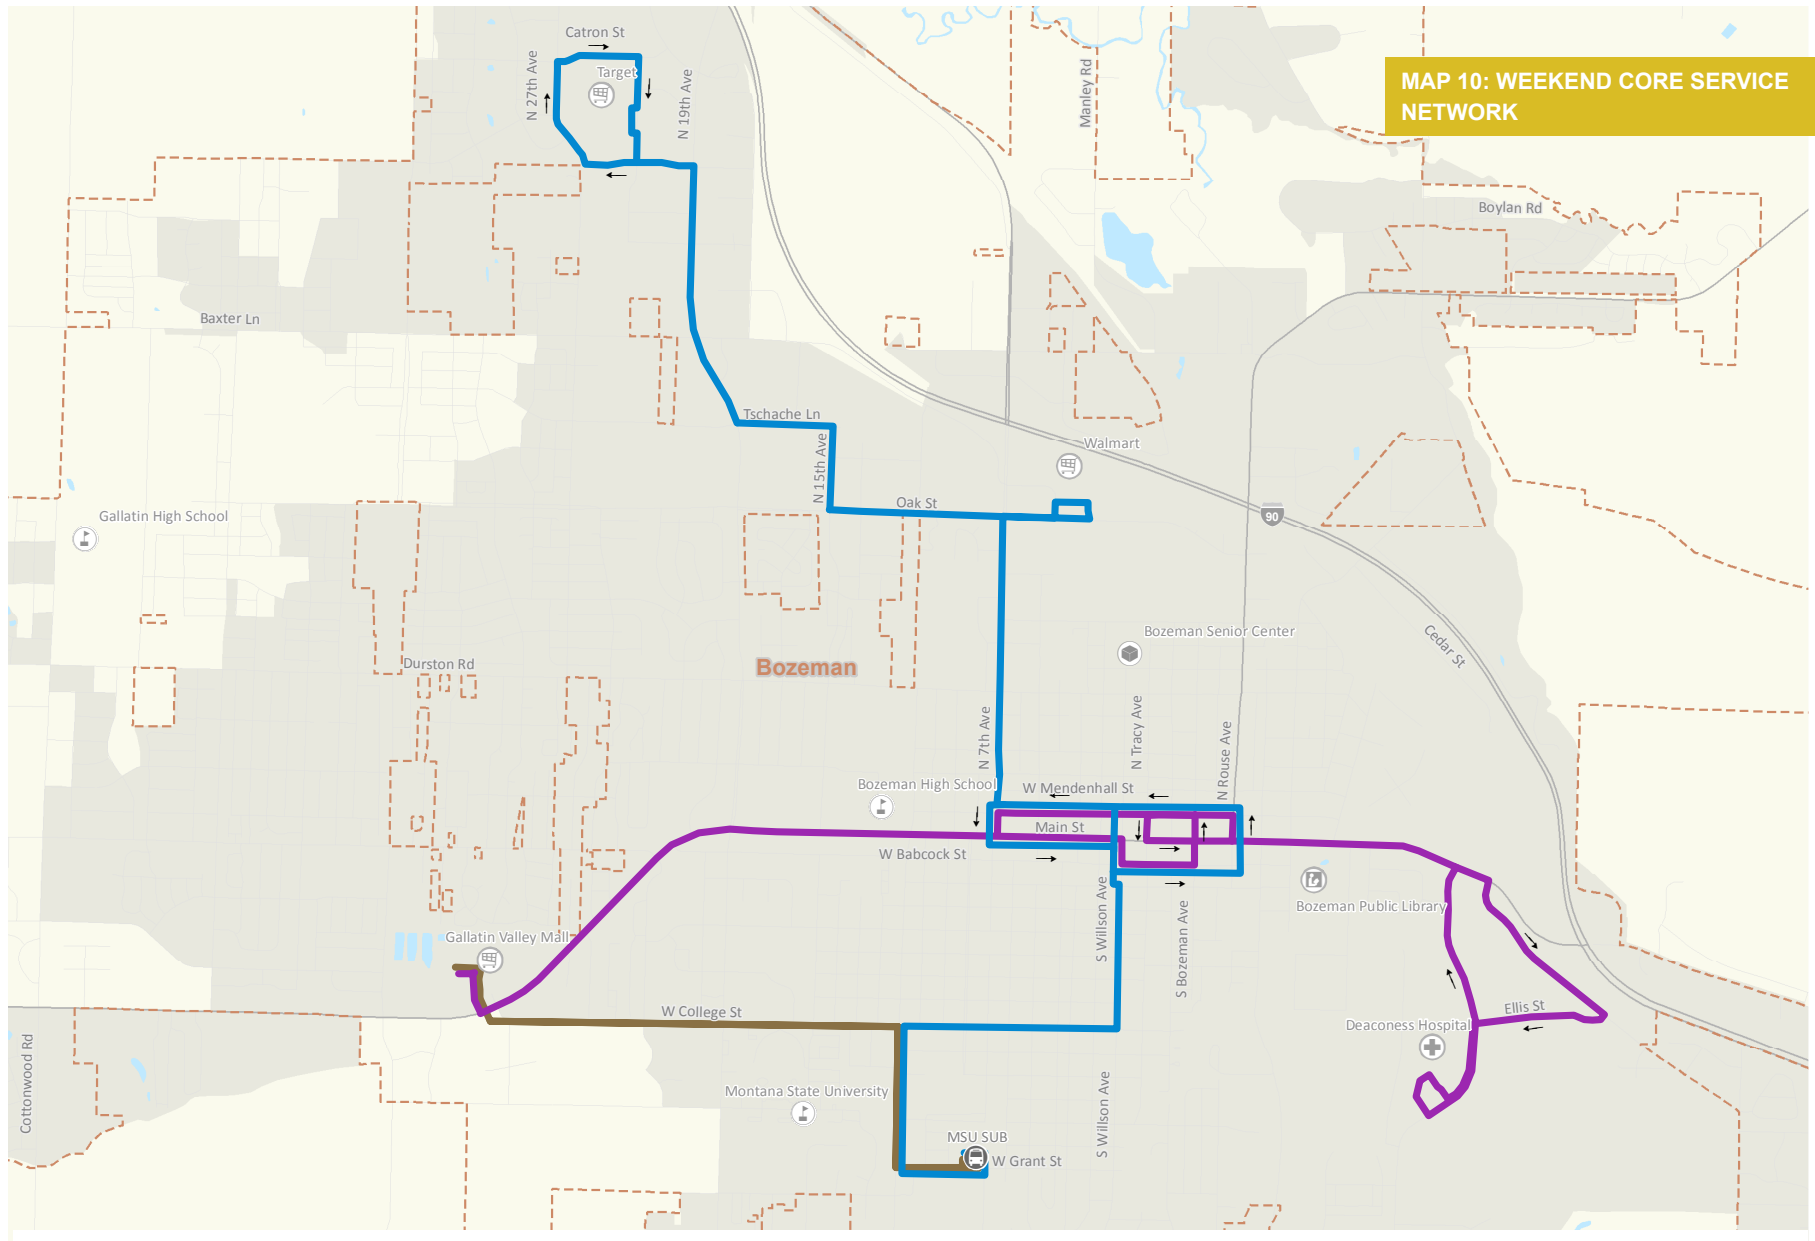 Catron St
N 27th Ave
Target
N 19th Ave
Manley Rd
MAP 10: WEEKEND CORE SERVICE
NETWORK
Boylan Rd
Baxter Ln
Tschache Ln
N 15th Ave
Walmart
Oak St
90
Gallatin High School
Bozeman Senior Center
Cedar St
Durston Rd
Bozeman
N 7th Ave
N Tracy Ave
N Rouse Ave
Bozeman High School
W Mendenhall St
Main St
W Babcock St
S Willson Ave
S Bozeman Ave
Bozeman Public Library
Gallatin Valley Mall
W College St
Ellis St
Deaconess Hospital
Cottonwood Rd
Montana State University
S Willson Ave
MSU SUB
W Grant St